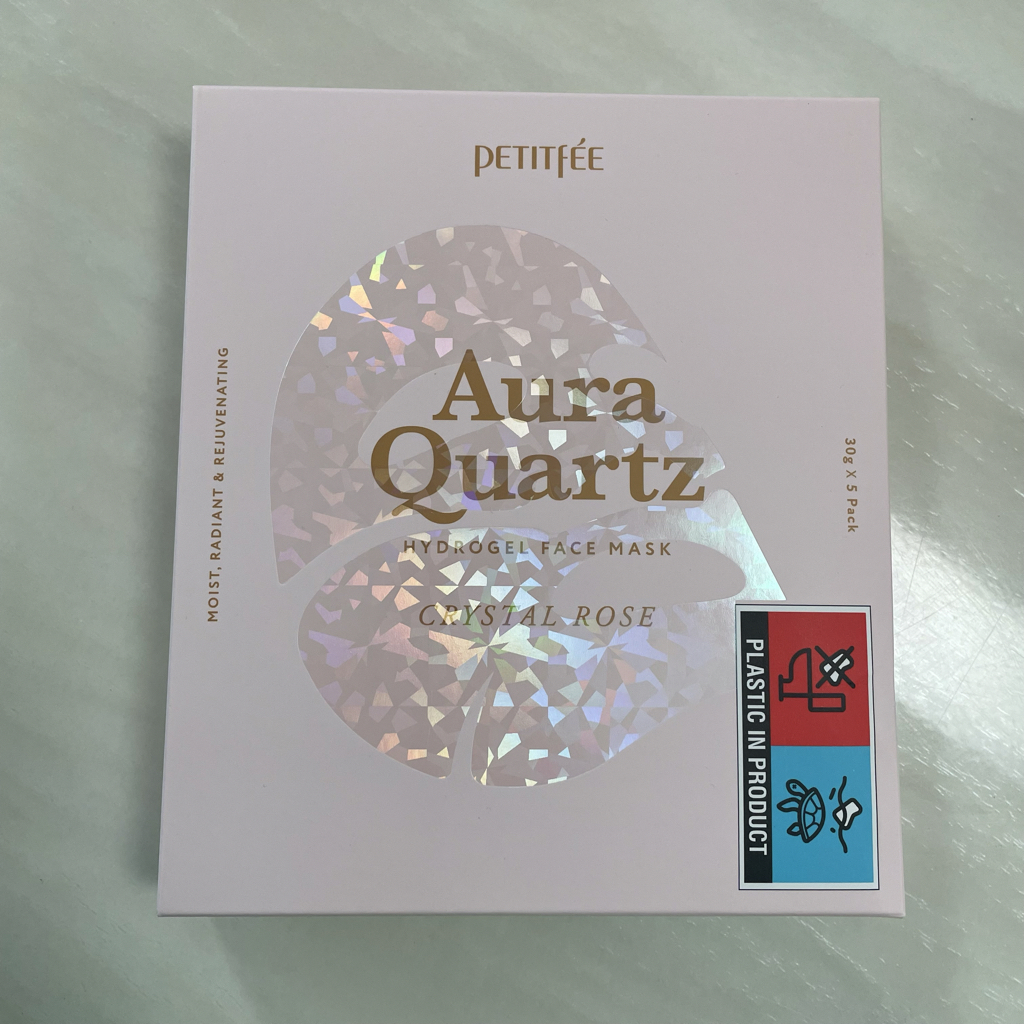 PETITFÉE
Aura
Quartz
HYDROGEL FACE MASK
CRYSTAL ROSE
MOIST, RADIANT & REJUVENATING
30g X 5 Pack
PLASTIC IN PRODUCT